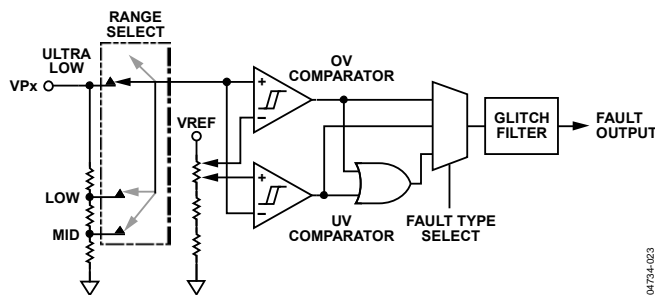 RANGE
SELECT
ULTRA
LOW
VPx
LOW
MID
VREF
+
–
+
–
OV
COMPARATOR
UV
COMPARATOR
FAULT TYPE
SELECT
GLITCH
FILTER
FAULT
OUTPUT
04734-023